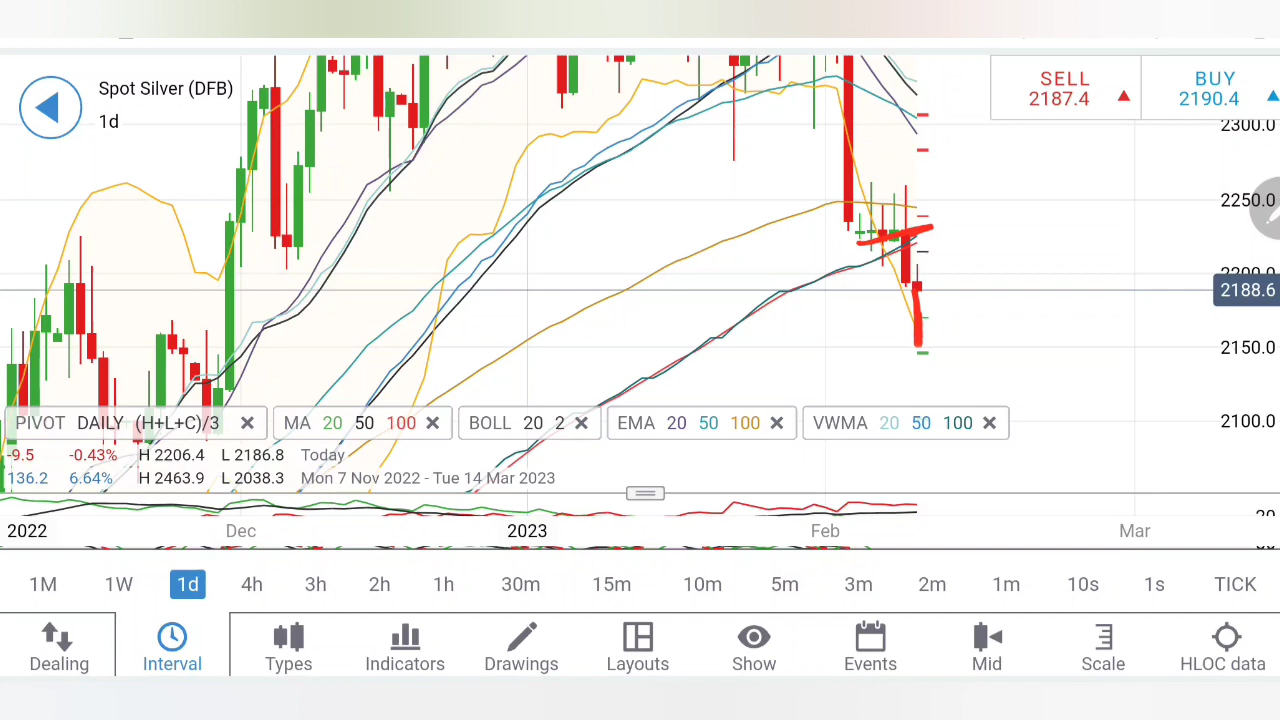 Spot Silver (DFB)
1d
SELL
2187.4
BUY
2190.4
2300.0
2250.0
2188.6
2150.0
2100.0
PIVOT DAILY (H+L+C)/3
MA 20 50 100
BOLL 20 2
EMA 20 50 100
VWMA 20 50 100
-9.5 -0.43% H 2206.4 L 2186.8 Today
136.2 6.64% H 2463.9 L 2038.3 Mon 7 Nov 2022 - Tue 14 Mar 2023
2022 Dec 2023 Feb Mar
1M 1W 1d 4h 3h 2h 1h 30m 15m 10m 5m 3m 2m 1m 10s 1s TICK
Dealing Interval Types Indicators Drawings Layouts Show Events Mid Scale HLOC data